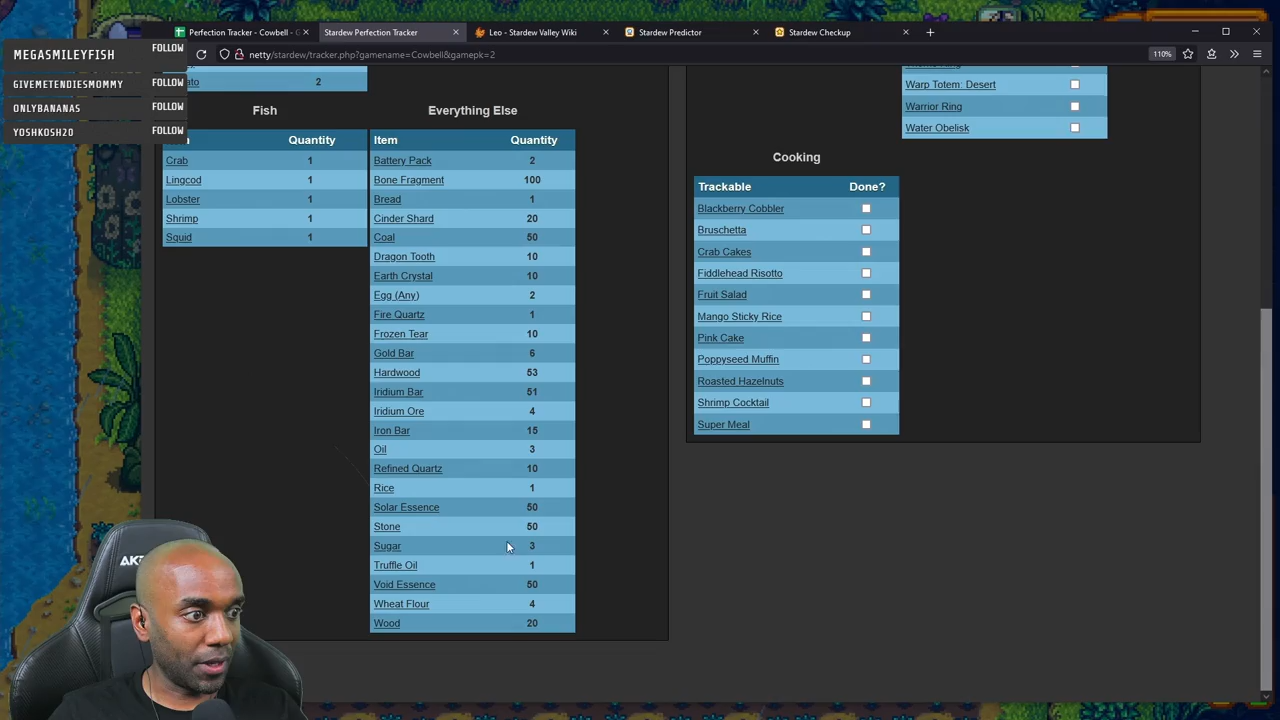 Perfection Tracker - Cowbell - G
Stardew Perfection Tracker
Leo - Stardew Valley Wiki
Stardew Predictor
Stardew Checkup
netty/stardew/tracker.php?gamename=Cowbell&gamepk=2
110%
MEGASMILEYFISH FOLLOW
GIVEMETENDIESMOMMY FOLLOW
ONLYBANANAS FOLLOW
YOSHKOSH20 FOLLOW
2
Fish
Quantity
Crab 1
Lingcod 1
Lobster 1
Shrimp 1
Squid 1
Everything Else
Item Quantity
Battery Pack 2
Bone Fragment 100
Bread 1
Cinder Shard 20
Coal 50
Dragon Tooth 10
Earth Crystal 10
Egg (Any) 2
Fire Quartz 1
Frozen Tear 10
Gold Bar 6
Hardwood 53
Iridium Bar 51
Iridium Ore 4
Iron Bar 15
Oil 3
Refined Quartz 10
Rice 1
Solar Essence 50
Stone 50
Sugar 3
Truffle Oil 1
Void Essence 50
Wheat Flour 4
Wood 20
Warp Totem: Desert
Warrior Ring
Water Obelisk
Cooking
Trackable Done?
Blackberry Cobbler
Bruschetta
Crab Cakes
Fiddlehead Risotto
Fruit Salad
Mango Sticky Rice
Pink Cake
Poppyseed Muffin
Roasted Hazelnuts
Shrimp Cocktail
Super Meal